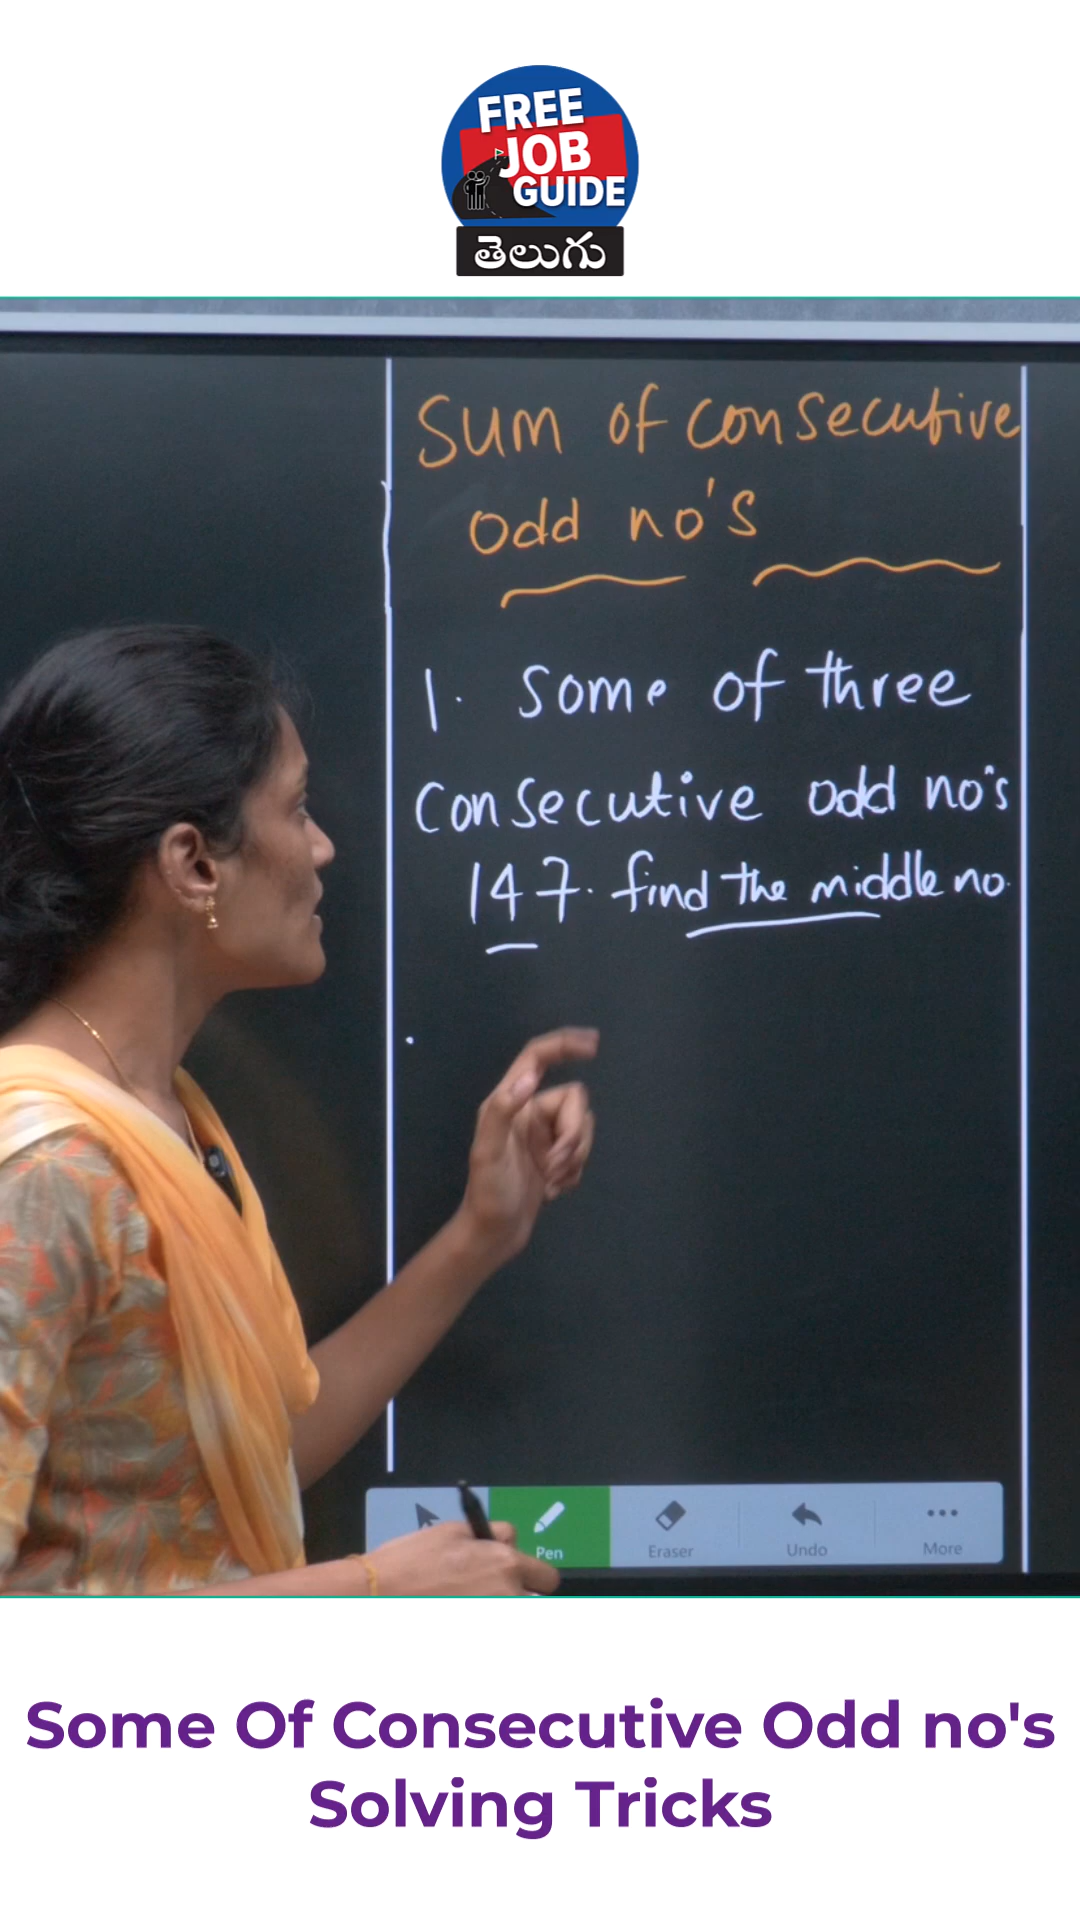 FREE
JOB
GUIDE
తెలుగు
Sum of consecutive
odd no's
1. Some of three
consecutive odd no's
147. find the middle no.
Pen
Eraser
Undo
More
Some Of Consecutive Odd no's
Solving Tricks